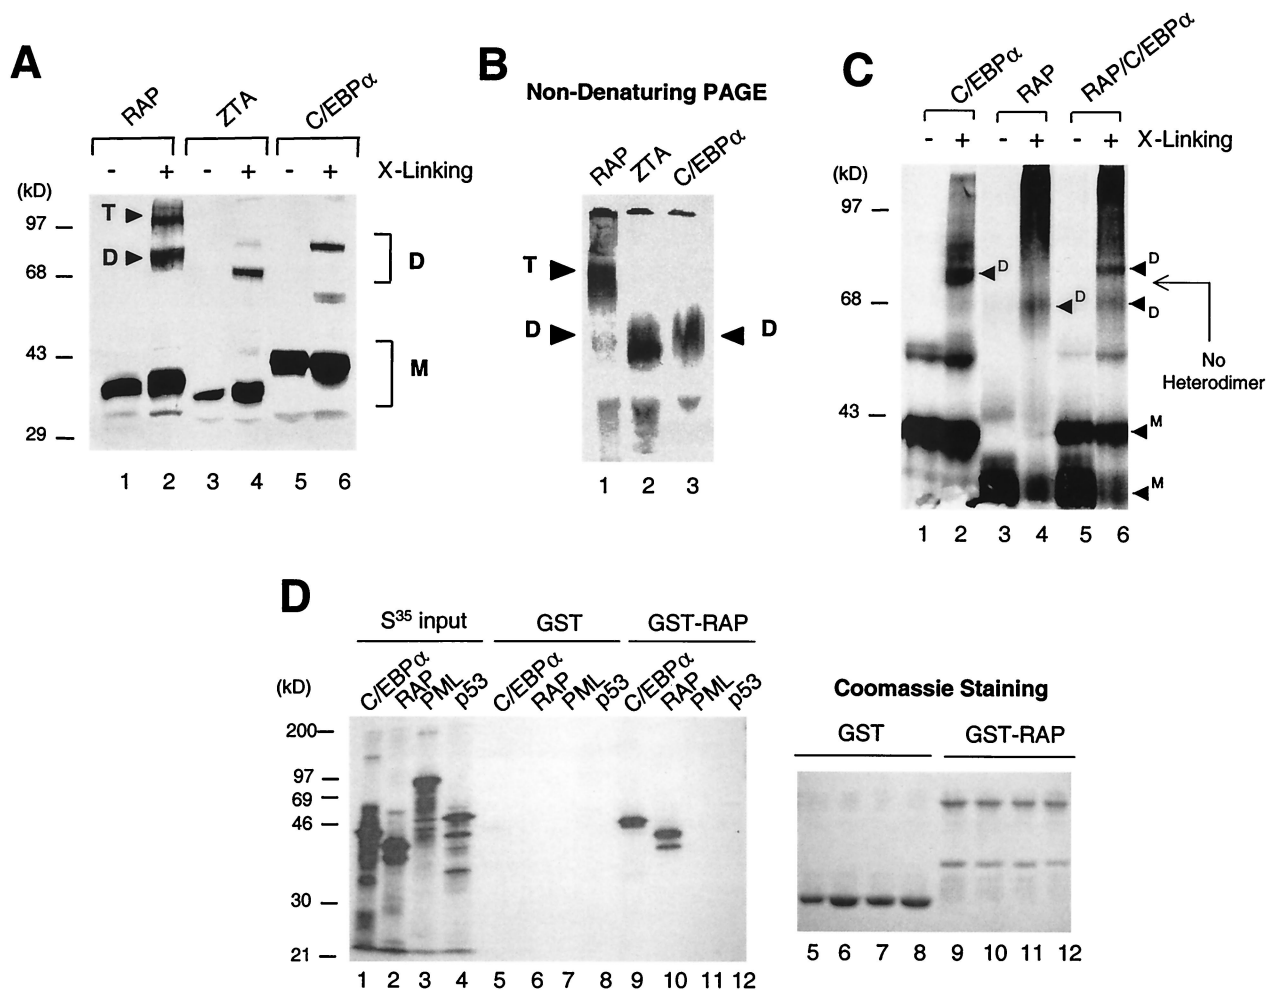 A
RAP ZTA C/EBPα
- + - + - + X-Linking
(kD)
T
97
D
68
D
43
M
29
1 2 3 4 5 6
B
Non-Denaturing PAGE
RAP ZTA C/EBPα
T
D D
1 2 3
C
C/EBPα RAP RAP/C/EBPα
- + - + - + X-Linking
(kD)
97
D
D
68
D
D
No
Heterodimer
43
M
M
1 2 3 4 5 6
D
S35 input GST GST-RAP
C/EBPα RAP PML p53 C/EBPα RAP PML p53 C/EBPα RAP PML p53
(kD)
200
97
69
46
30
21
1 2 3 4 5 6 7 8 9 10 11 12
Coomassie Staining
GST GST-RAP
5 6 7 8 9 10 11 12